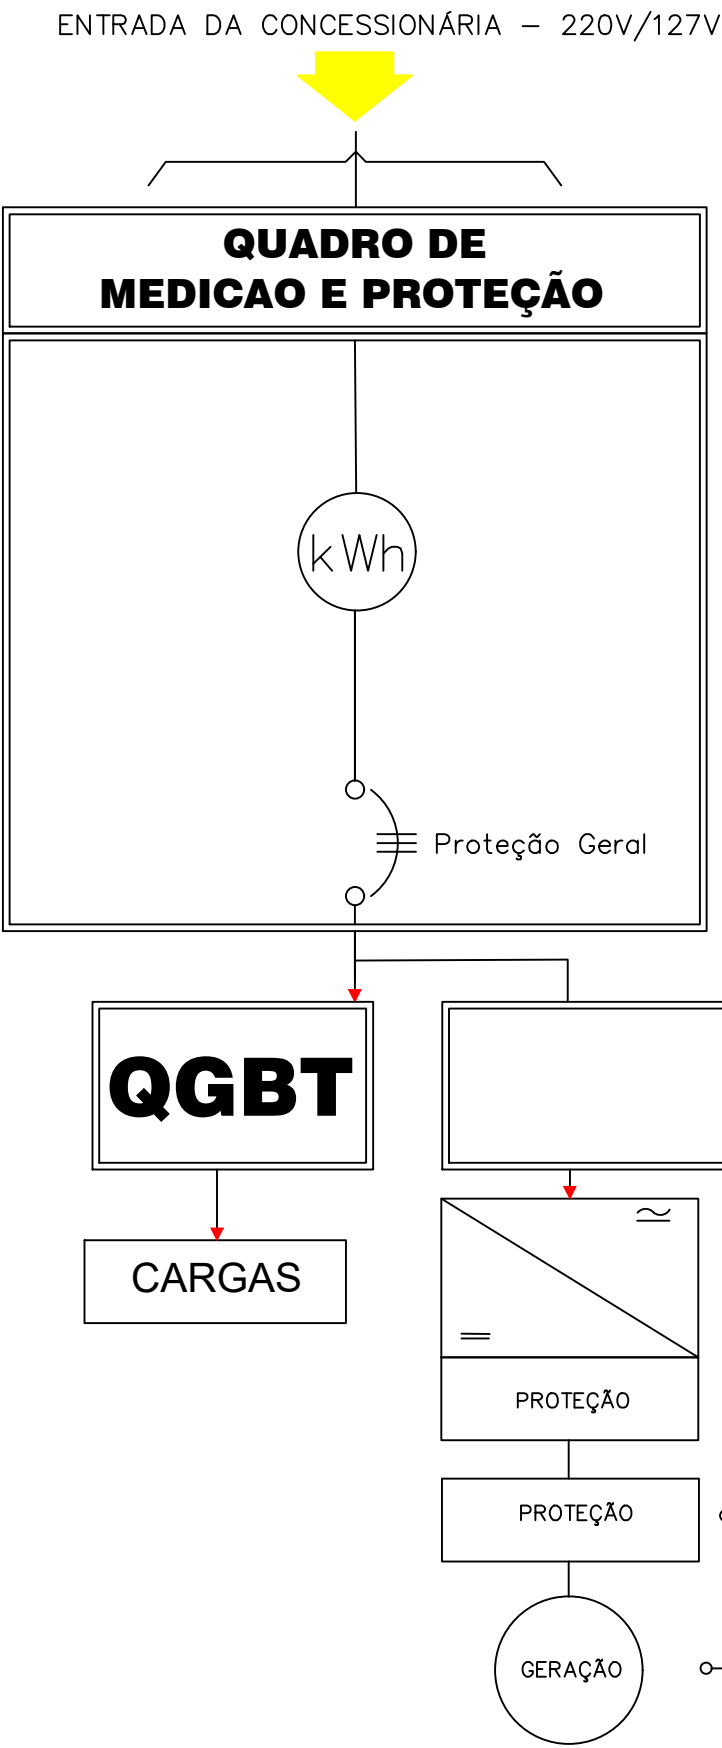 ENTRADA DA CONCESSIONÁRIA – 220V/127V
QUADRO DE
MEDICAO E PROTEÇÃO
kWh
Proteção Geral
QGBT
CARGAS
PROTEÇÃO
PROTEÇÃO
GERAÇÃO